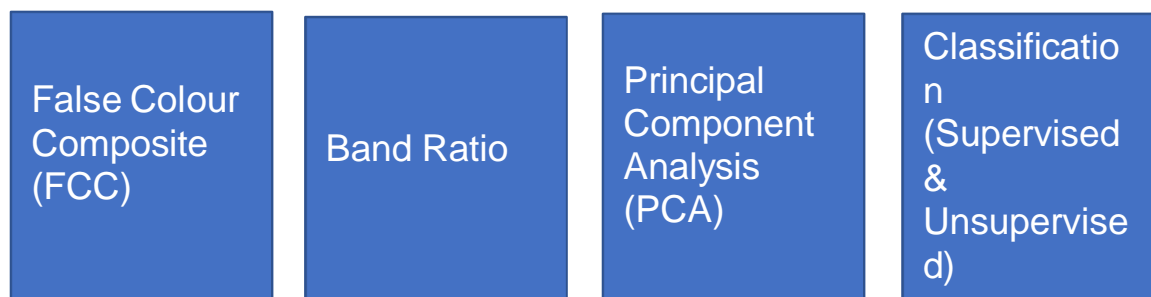 False Colour
Composite
(FCC)
Band Ratio
Principal
Component
Analysis
(PCA)
Classificatio
n
(Supervised
&
Unsupervise
d)